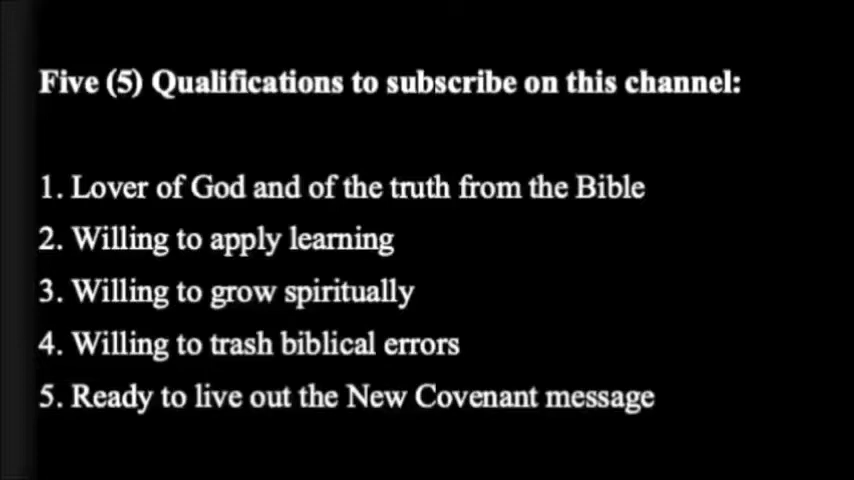 Five (5) Qualifications to subscribe on this channel:
1. Lover of God and of the truth from the Bible
2. Willing to apply learning
3. Willing to grow spiritually
4. Willing to trash biblical errors
5. Ready to live out the New Covenant message